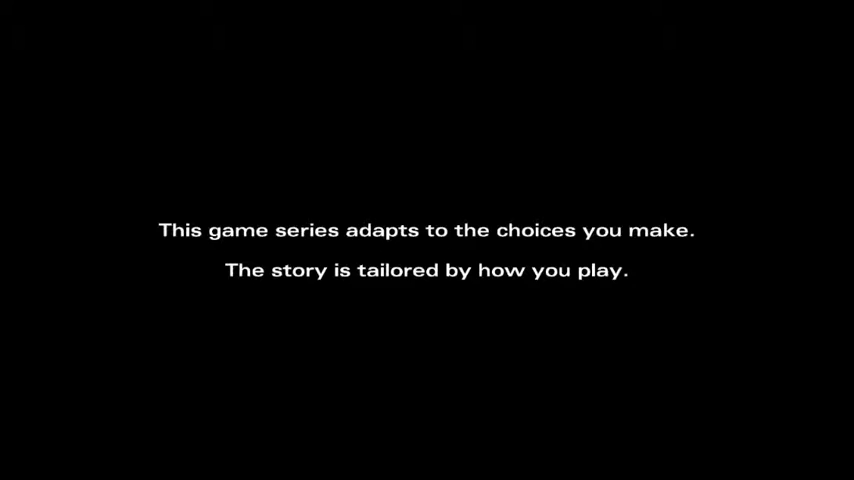 This game series adapts to the choices you make.
The story is tailored by how you play.